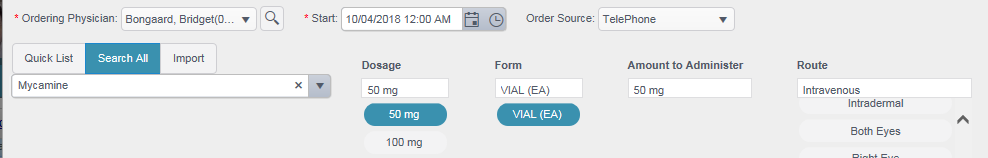 * Ordering Physician: Bongaard, Bridget(0... * Start: 10/04/2018 12:00 AM Order Source: TelePhone
Quick List Search All Import
Dosage Form Amount to Administer Route
Mycamine × 50 mg VIAL (EA) 50 mg Intravenous
50 mg VIAL (EA) Intradermal
Both Eyes
100 mg
Right Eye